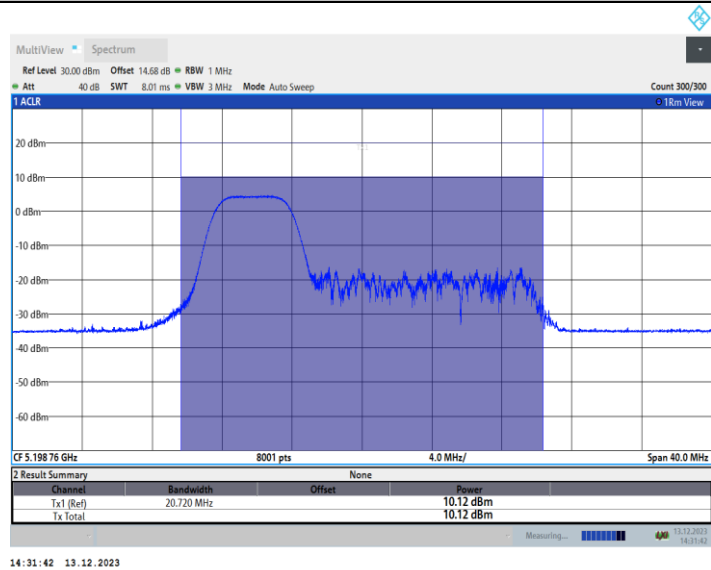 MultiView Spectrum
Ref Level 30.00 dBm Offset 14.68 dB RBW 1 MHz
Att 40 dB SWT 8.01 ms VBW 3 MHz Mode Auto Sweep Count 300/300
1 ACLR 1Rm View
20 dBm
10 dBm
0 dBm
-10 dBm
-20 dBm
-30 dBm
-40 dBm
-50 dBm
-60 dBm
CF 5.198 76 GHz 8001 pts 4.0 MHz/ Span 40.0 MHz
2 Result Summary None
Channel Bandwidth Offset Power
Tx1 (Ref) 20.720 MHz 10.12 dBm
Tx Total 10.12 dBm
Measuring... 13.12.2023
14:31:42
14:31:42 13.12.2023